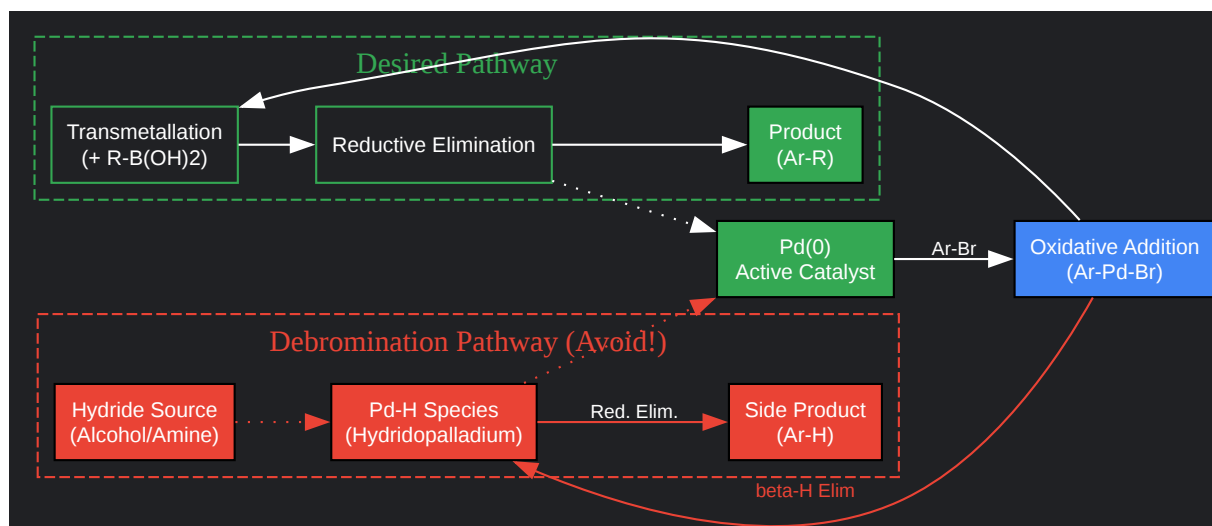 Desired Pathway
Transmetallation
(+ R-B(OH)2)
Reductive Elimination
Product
(Ar-R)
Pd(0)
Active Catalyst
Ar-Br
Oxidative Addition
(Ar-Pd-Br)
Debromination Pathway (Avoid!)
Hydride Source
(Alcohol/Amine)
Pd-H Species
(Hydridopalladium)
Red. Elim.
Side Product
(Ar-H)
beta-H Elim